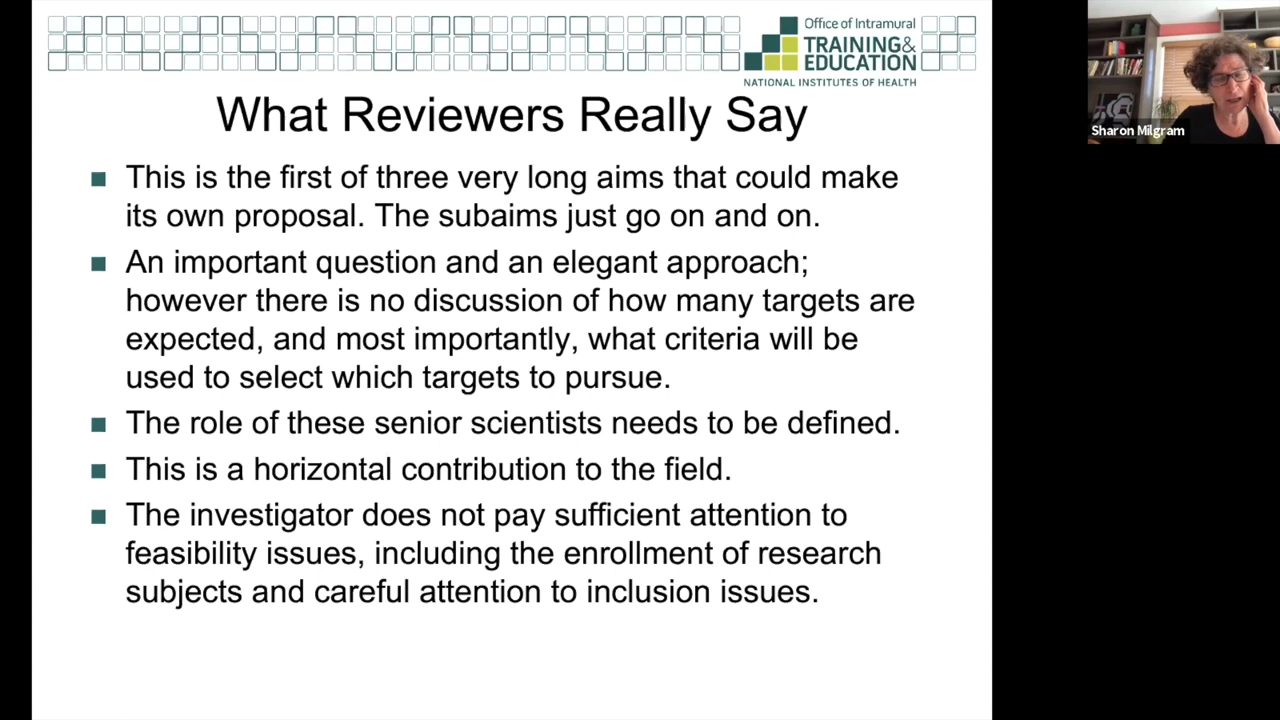 Office of Intramural
TRAINING&
EDUCATION
NATIONAL INSTITUTES OF HEALTH
What Reviewers Really Say
This is the first of three very long aims that could make
its own proposal. The subaims just go on and on.
An important question and an elegant approach;
however there is no discussion of how many targets are
expected, and most importantly, what criteria will be
used to select which targets to pursue.
The role of these senior scientists needs to be defined.
This is a horizontal contribution to the field.
The investigator does not pay sufficient attention to
feasibility issues, including the enrollment of research
subjects and careful attention to inclusion issues.
Sharon Milgram